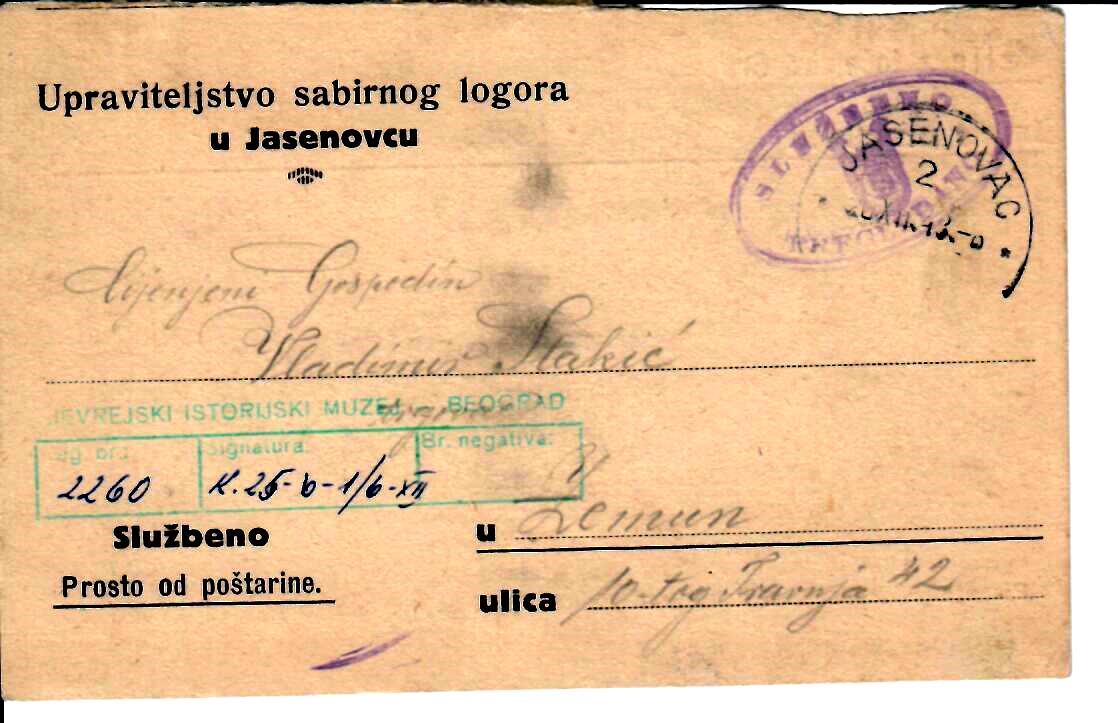 Upraviteljstvo sabirnog logora
u Jasenovcu
SLUŽBENO
JASENOVAC
2
Cijenjeni Gospodin
Vladimir Stakić
JEVREJSKI ISTORIJSKI MUZEJ BEOGRAD
Signatura:
Br. negativa:
2260
K. 25-b-1/6-XII
Službeno
Prosto od poštarine.
u Zemun
ulica 10-tog Travnja 42